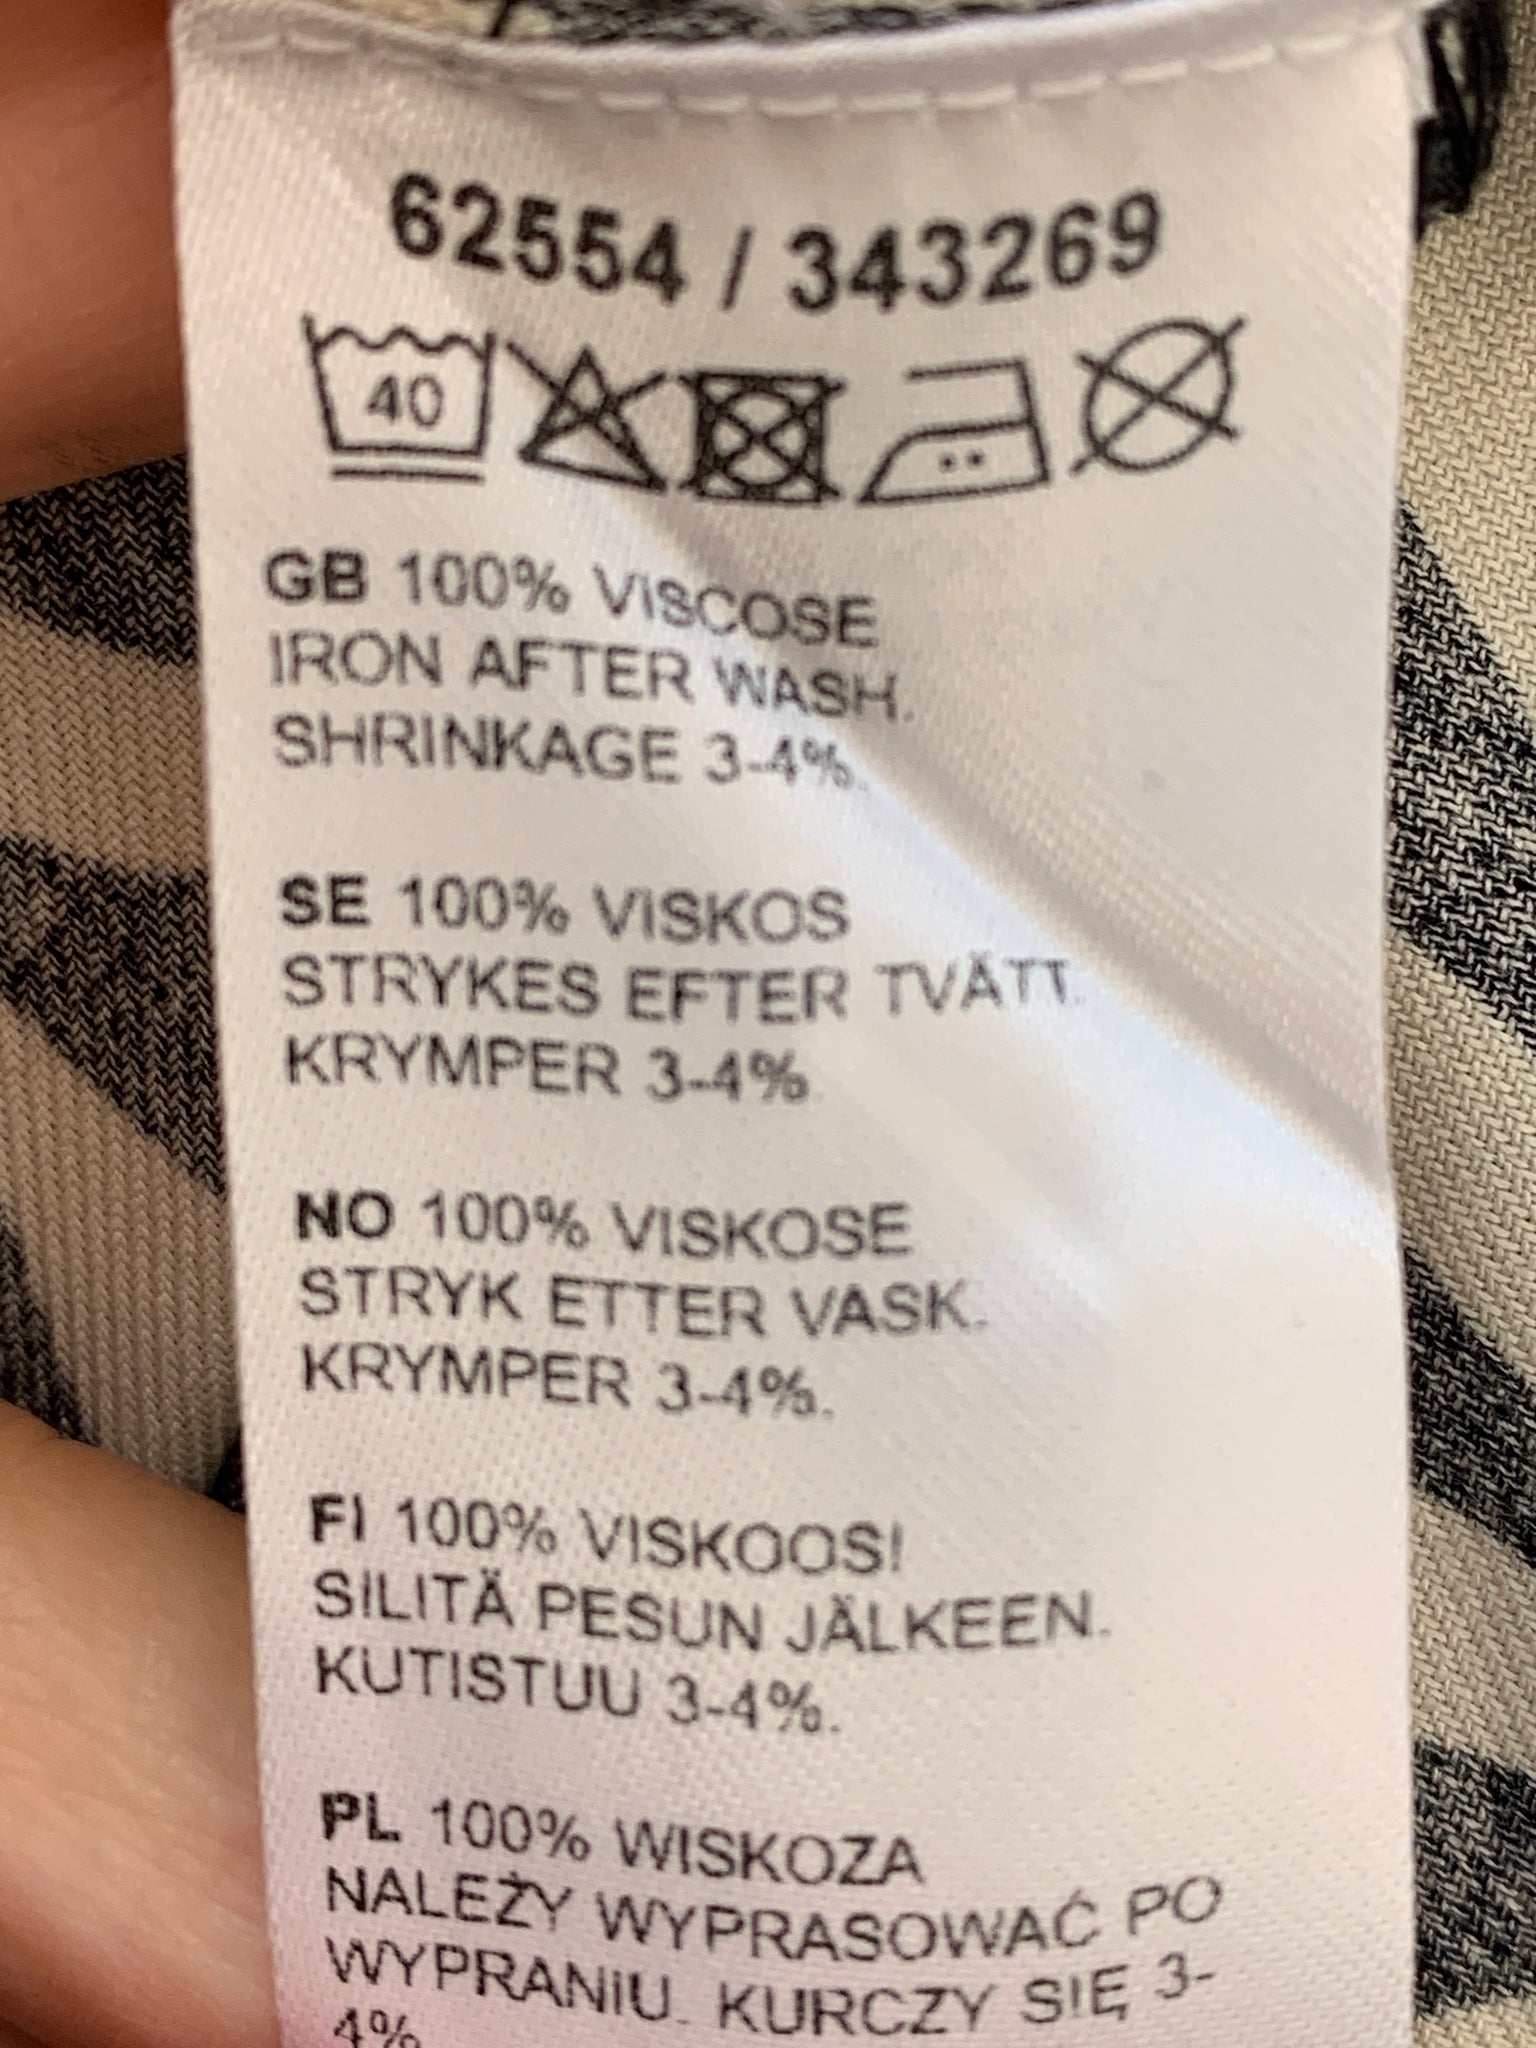 62554 / 343269
40
GB 100% VISCOSE
IRON AFTER WASH.
SHRINKAGE 3-4%.
SE 100% VISKOS
STRYKES EFTER TVÄTT.
KRYMPER 3-4%.
NO 100% VISKOSE
STRYK ETTER VASK.
KRYMPER 3-4%.
FI 100% VISKOOSI
SILITÄ PESUN JÄLKEEN.
KUTISTUU 3-4%.
PL 100% WISKOZA
NALEŻY WYPRASOWAĆ PO
WYPRANIU. KURCZY SIĘ 3-
4%